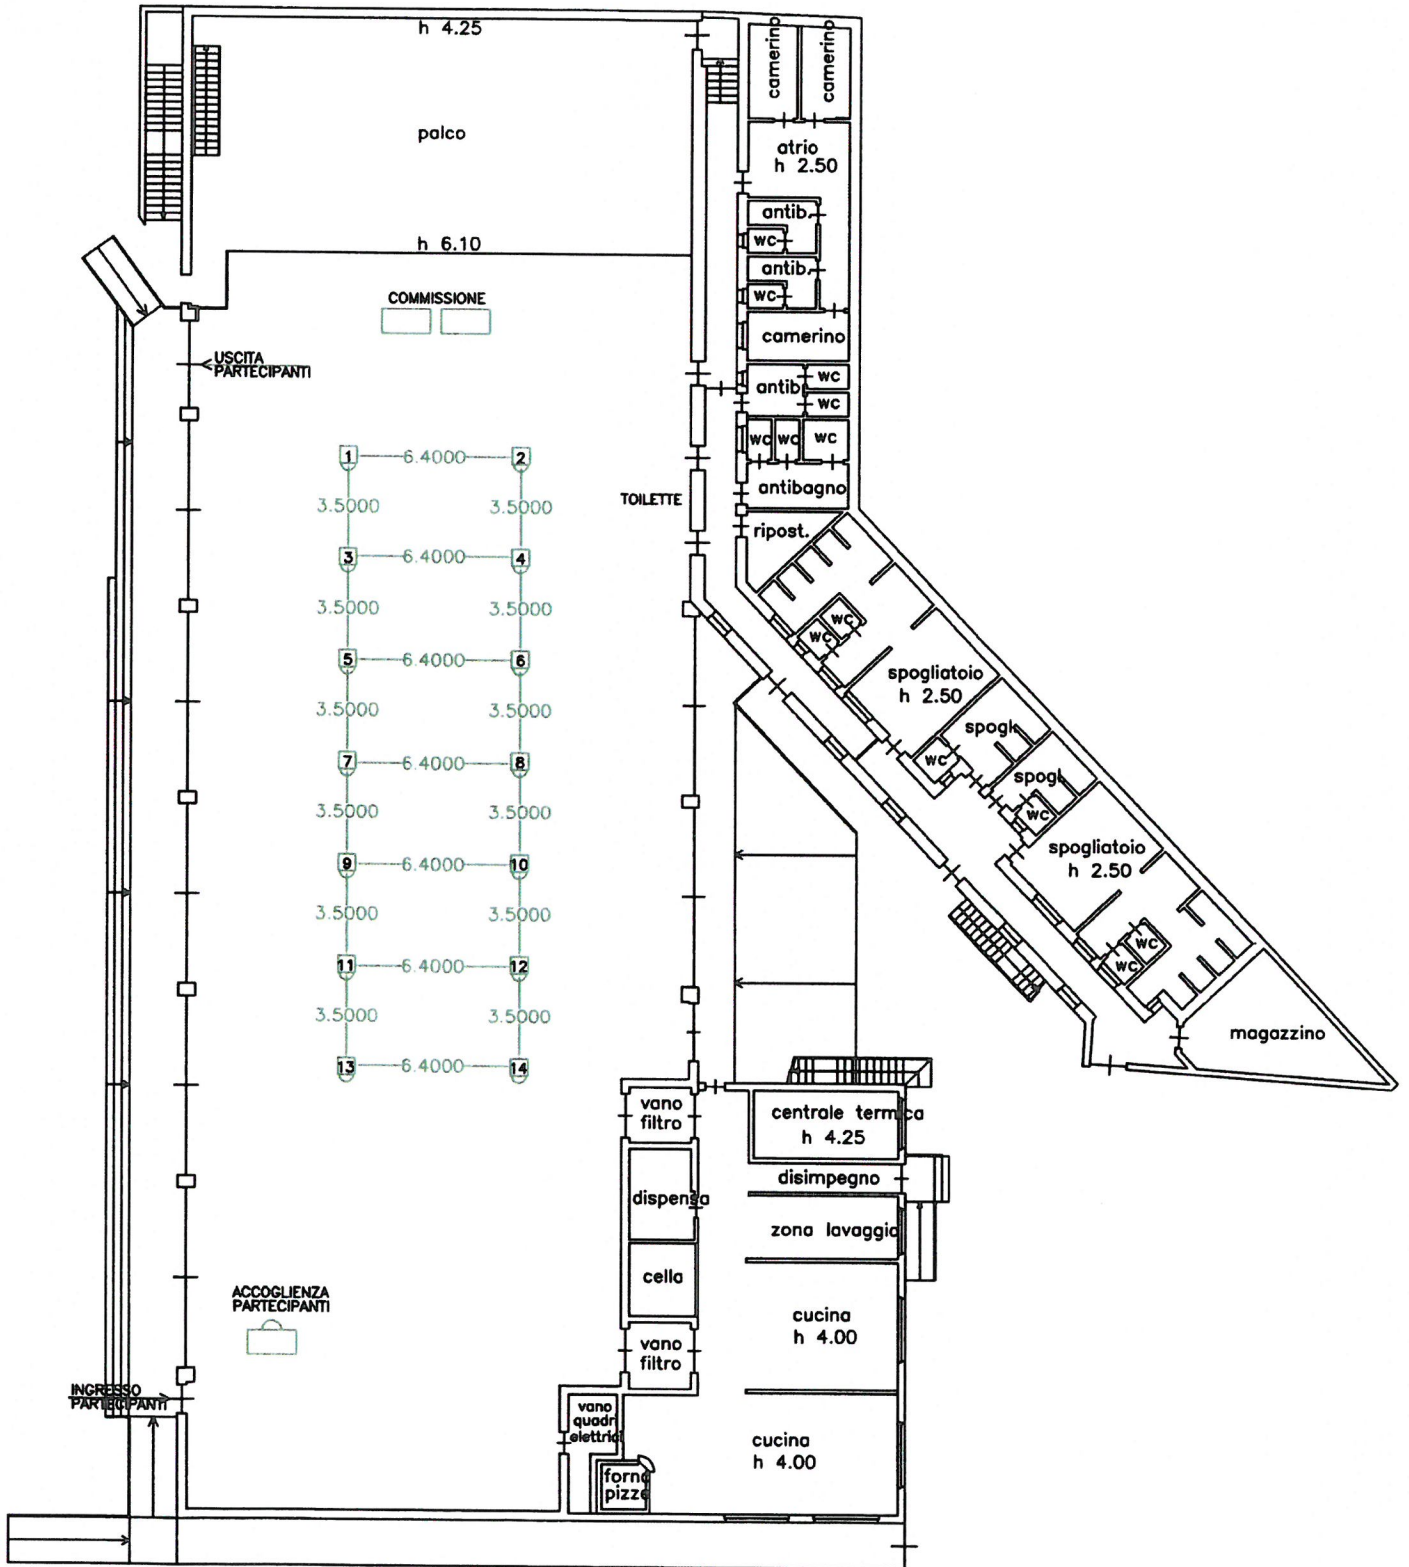 h 4.25
palco
h 6.10
camerino
camerino
atrio
h 2.50
antib.
wc
antib.
wc
camerino
antib
wc
wc
wc
wc
wc
antibagno
ripost.
COMMISSIONE
USCITA
PARTECIPANTI
TOILETTE
1 6.4000 2
3.5000 3.5000
3 6.4000 4
3.5000 3.5000
5 6.4000 6
3.5000 3.5000
7 6.4000 8
3.5000 3.5000
9 6.4000 10
3.5000 3.5000
11 6.4000 12
3.5000 3.5000
13 6.4000 14
wc
wc
spogliatoio
h 2.50
wc
spogl.
spogl.
wc
spogliatoio
h 2.50
wc
wc
magazzino
vano
filtro
centrale termica
h 4.25
disimpegno
dispensa
zona lavaggio
cella
cucina
h 4.00
vano
filtro
ACCOGLIENZA
PARTECIPANTI
INGRESSO
PARTECIPANTI
vano
quadri
elettrici
cucina
h 4.00
forno
pizze